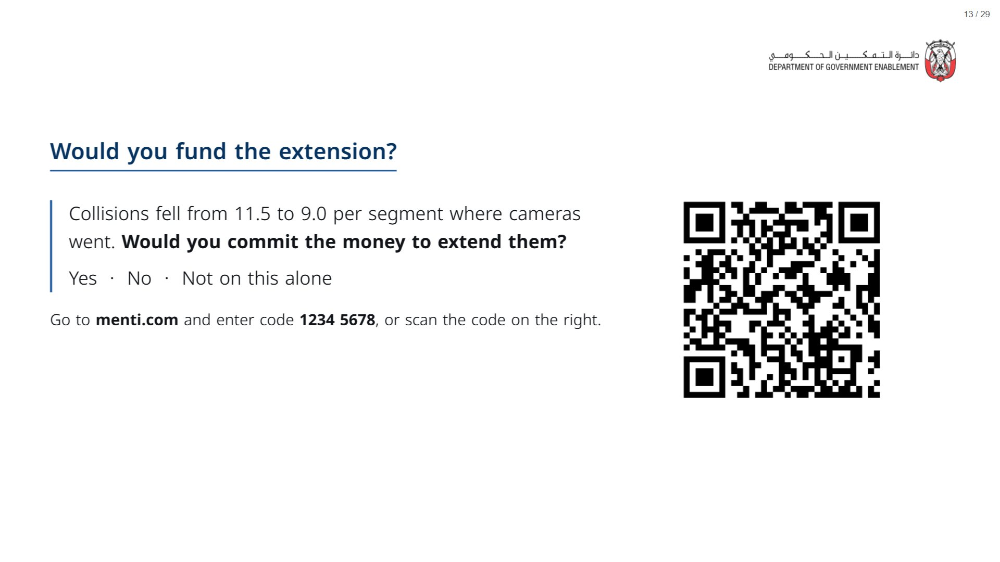 13 / 29
دائرة التمكين الحكومي
DEPARTMENT OF GOVERNMENT ENABLEMENT
Would you fund the extension?
Collisions fell from 11.5 to 9.0 per segment where cameras
went. Would you commit the money to extend them?
Yes · No · Not on this alone
Go to menti.com and enter code 1234 5678, or scan the code on the right.